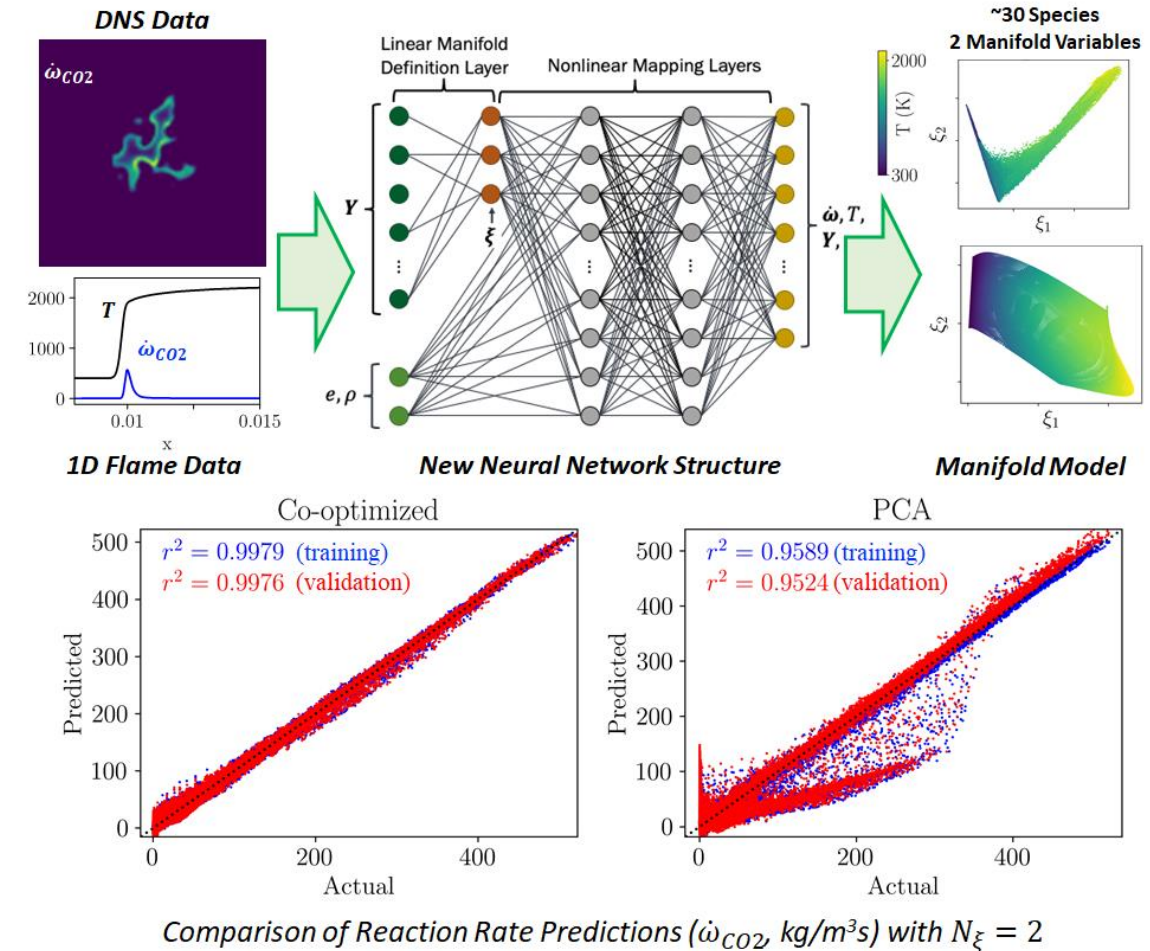 DNS Data
ω̇_CO2
2000
1000
0
T
ω̇_CO2
0.01
0.015
x
1D Flame Data
Linear Manifold
Definition Layer
Nonlinear Mapping Layers
Y
ξ
e, ρ
ω̇, T,
Y,
New Neural Network Structure
~30 Species
2 Manifold Variables
2000
T (K)
300
ξ₂
ξ₁
ξ₂
ξ₁
Manifold Model
Co-optimized
r² = 0.9979 (training)
r² = 0.9976 (validation)
500
400
300
200
100
0
Predicted
0
200
400
Actual
PCA
r² = 0.9589 (training)
r² = 0.9524 (validation)
500
400
300
200
100
0
Predicted
0
200
400
Actual
Comparison of Reaction Rate Predictions (ω̇_CO2, kg/m³s) with N_ξ = 2